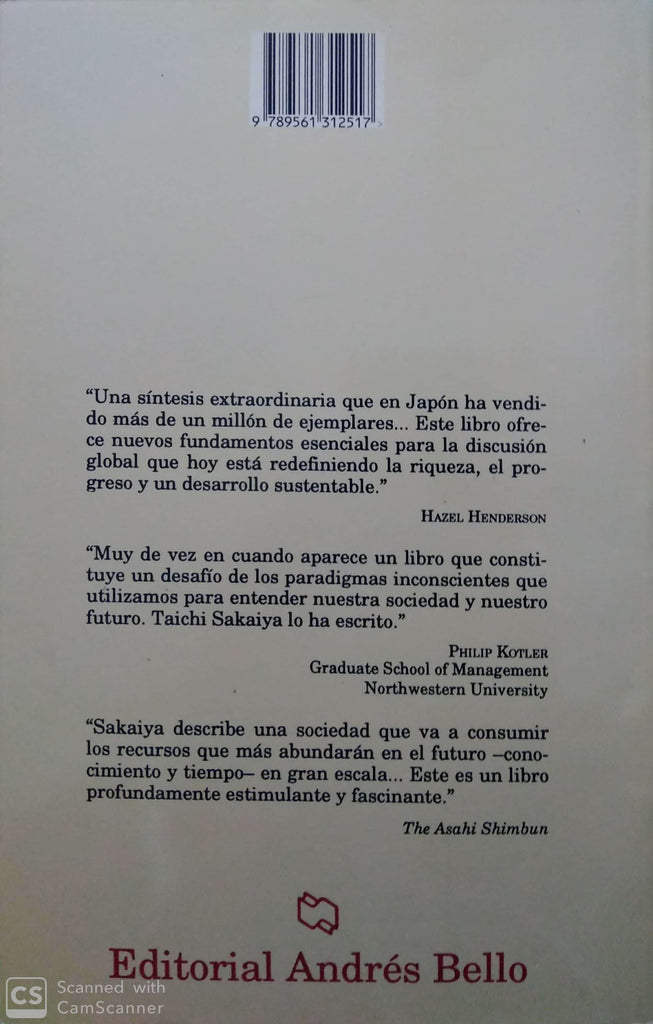 9 789561 312517 >
“Una síntesis extraordinaria que en Japón ha vendi-
do más de un millón de ejemplares... Este libro ofre-
ce nuevos fundamentos esenciales para la discusión
global que hoy está redefiniendo la riqueza, el pro-
greso y un desarrollo sustentable.”
HAZEL HENDERSON
“Muy de vez en cuando aparece un libro que consti-
tuye un desafío de los paradigmas inconscientes que
utilizamos para entender nuestra sociedad y nuestro
futuro. Taichi Sakaiya lo ha escrito.”
PHILIP KOTLER
Graduate School of Management
Northwestern University
“Sakaiya describe una sociedad que va a consumir
los recursos que más abundarán en el futuro –cono-
cimiento y tiempo– en gran escala... Este es un libro
profundamente estimulante y fascinante.”
The Asahi Shimbun
Editorial Andrés Bello
CS Scanned with
CamScanner